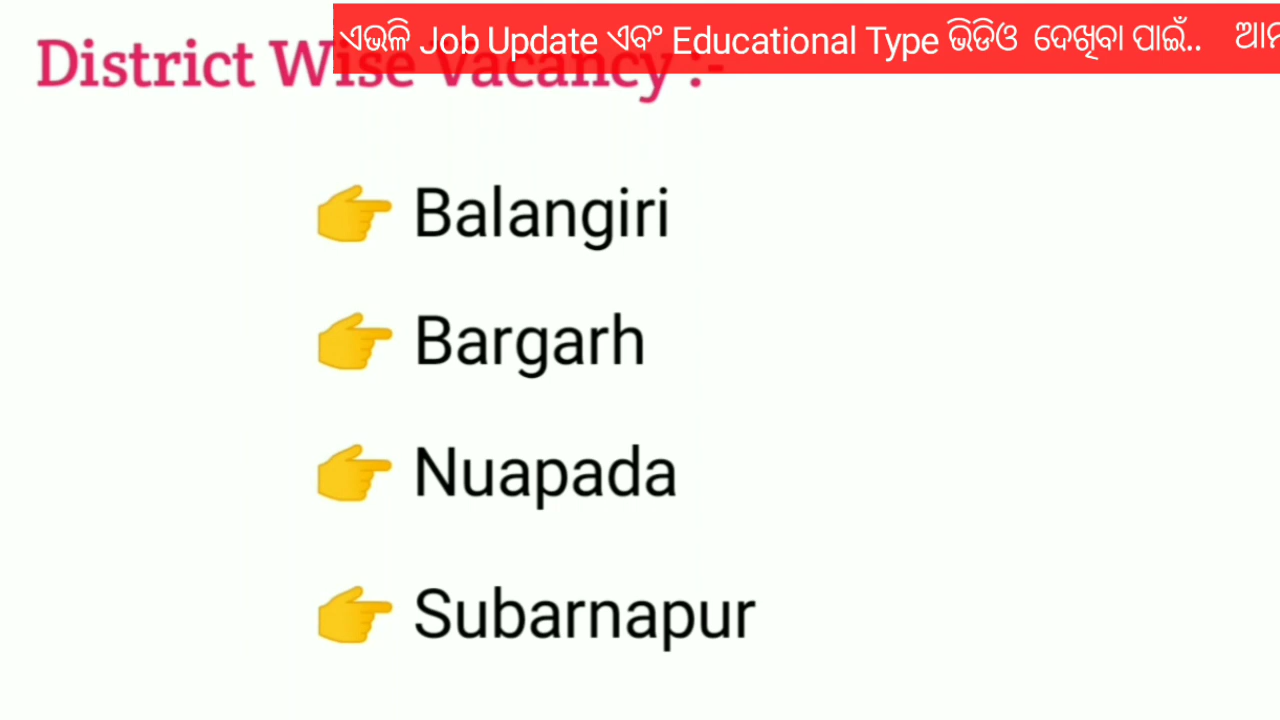 ଏଭଳି Job Update ଏବଂ Educational Type ଭିଡିଓ ଦେଖିବା ପାଇଁ..
District Wise Vacancy :-
👉 Balangiri
👉 Bargarh
👉 Nuapada
👉 Subarnapur